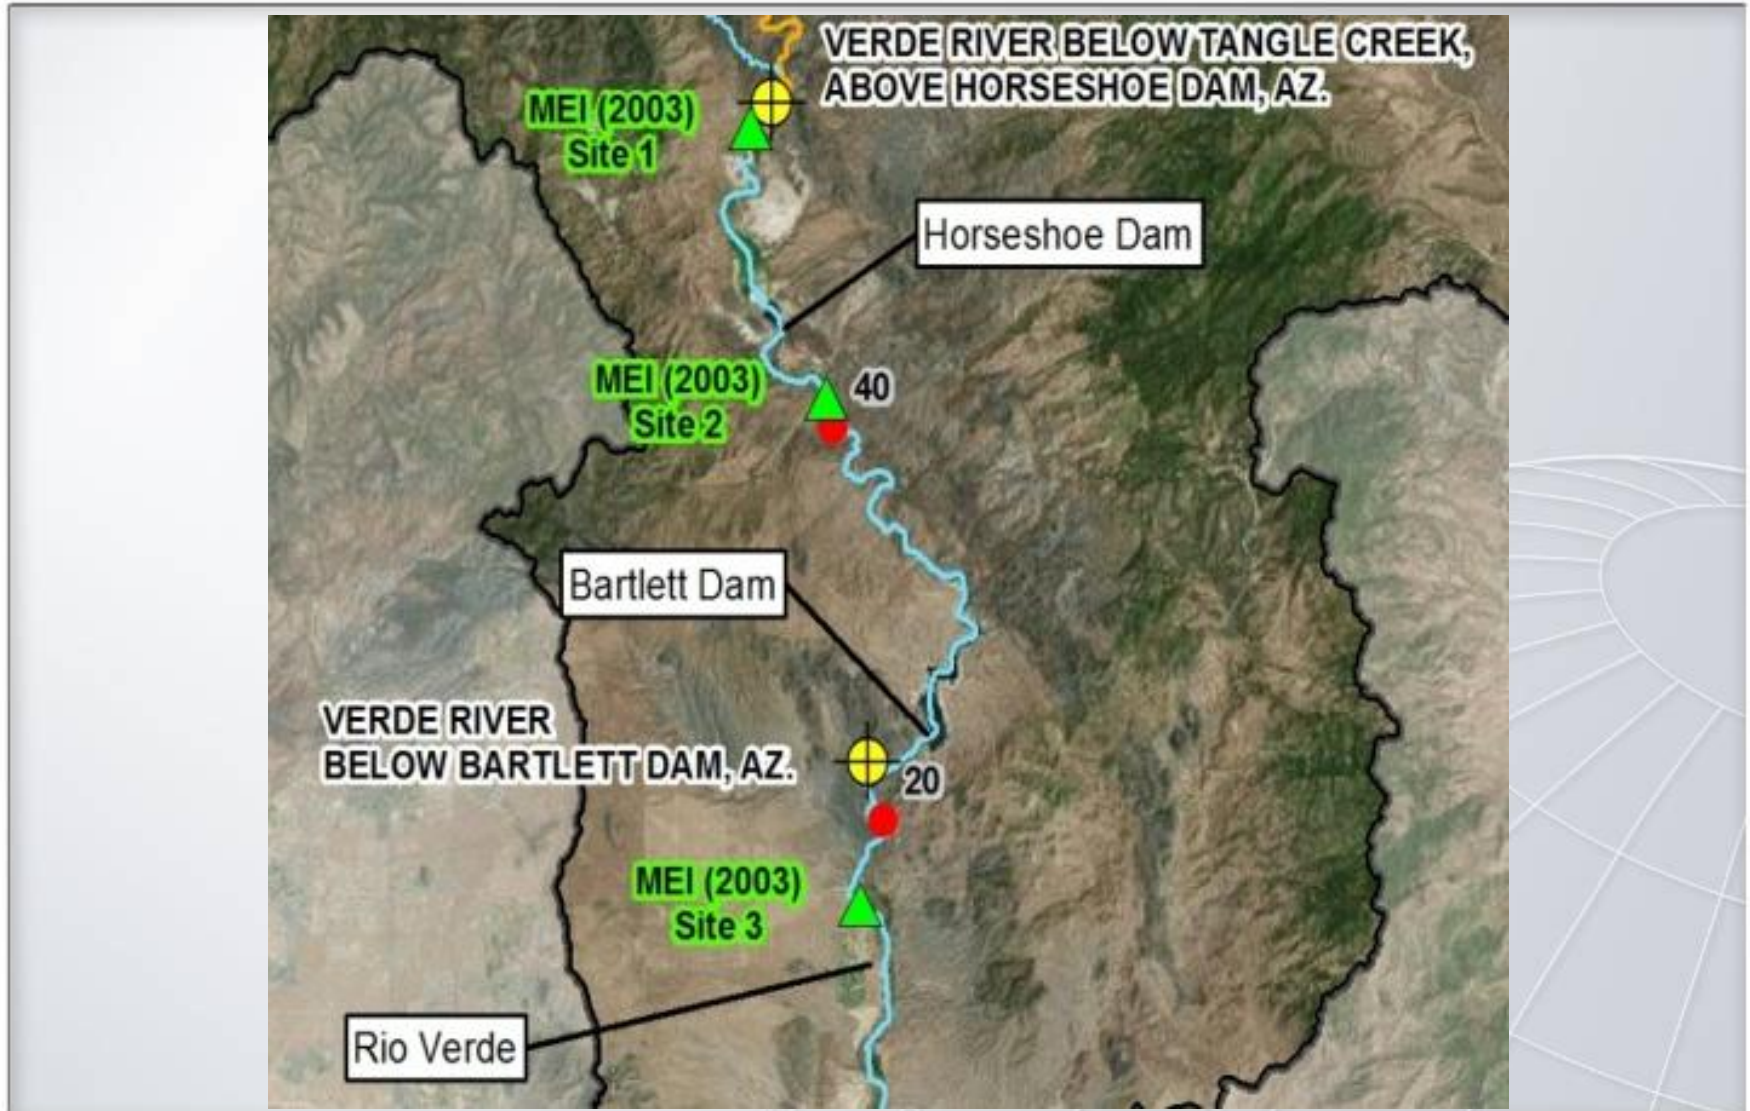 VERDE RIVER BELOW TANGLE CREEK,
ABOVE HORSESHOE DAM, AZ.
MEI (2003)
Site 1
Horseshoe Dam
MEI (2003)
Site 2
40
Bartlett Dam
VERDE RIVER
BELOW BARTLETT DAM, AZ.
20
MEI (2003)
Site 3
Rio Verde